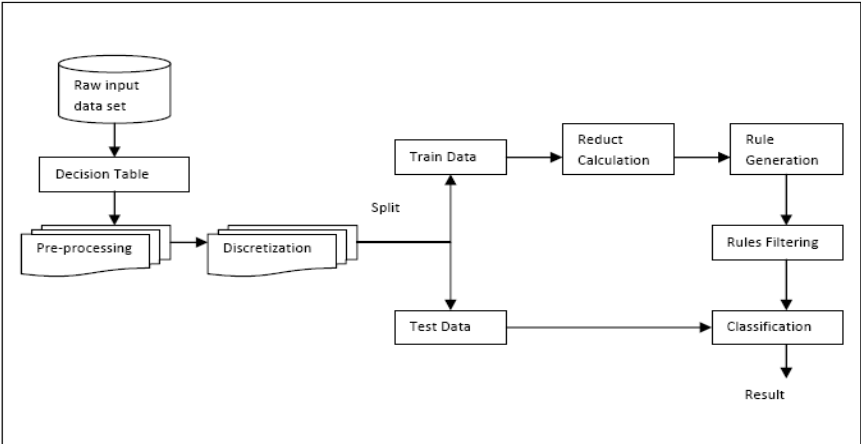 Raw input
data set
Decision Table
Pre-processing
Discretization
Split
Train Data
Reduct
Calculation
Rule
Generation
Rules Filtering
Test Data
Classification
Result